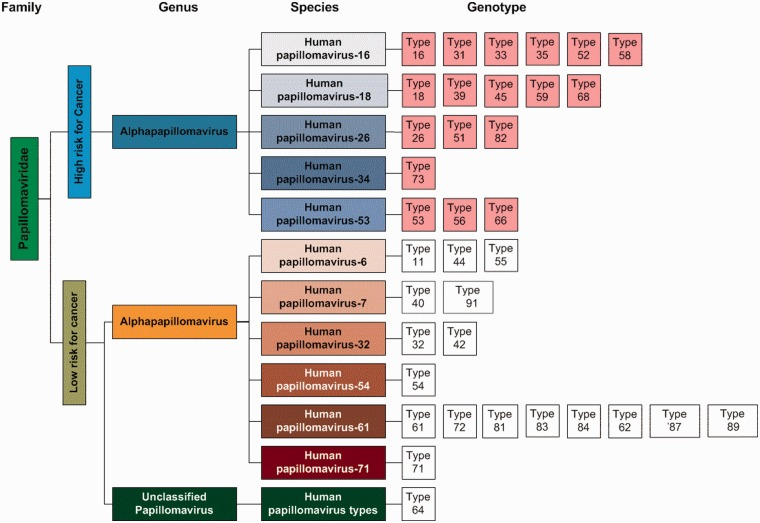 Family Genus Species Genotype
Papillomaviridae
High risk for Cancer
Alphapapillomavirus
Human
papillomavirus-16
Type 16
Type 31
Type 33
Type 35
Type 52
Type 58
Human
papillomavirus-18
Type 18
Type 39
Type 45
Type 59
Type 68
Human
papillomavirus-26
Type 26
Type 51
Type 82
Human
papillomavirus-34
Type 73
Human
papillomavirus-53
Type 53
Type 56
Type 66
Low risk for cancer
Alphapapillomavirus
Human
papillomavirus-6
Type 11
Type 44
Type 55
Human
papillomavirus-7
Type 40
Type 91
Human
papillomavirus-32
Type 32
Type 42
Human
papillomavirus-54
Type 54
Human
papillomavirus-61
Type 61
Type 72
Type 81
Type 83
Type 84
Type 62
Type '87
Type 89
Human
papillomavirus-71
Type 71
Unclassified
Papillomavirus
Human
papillomavirus types
Type 64